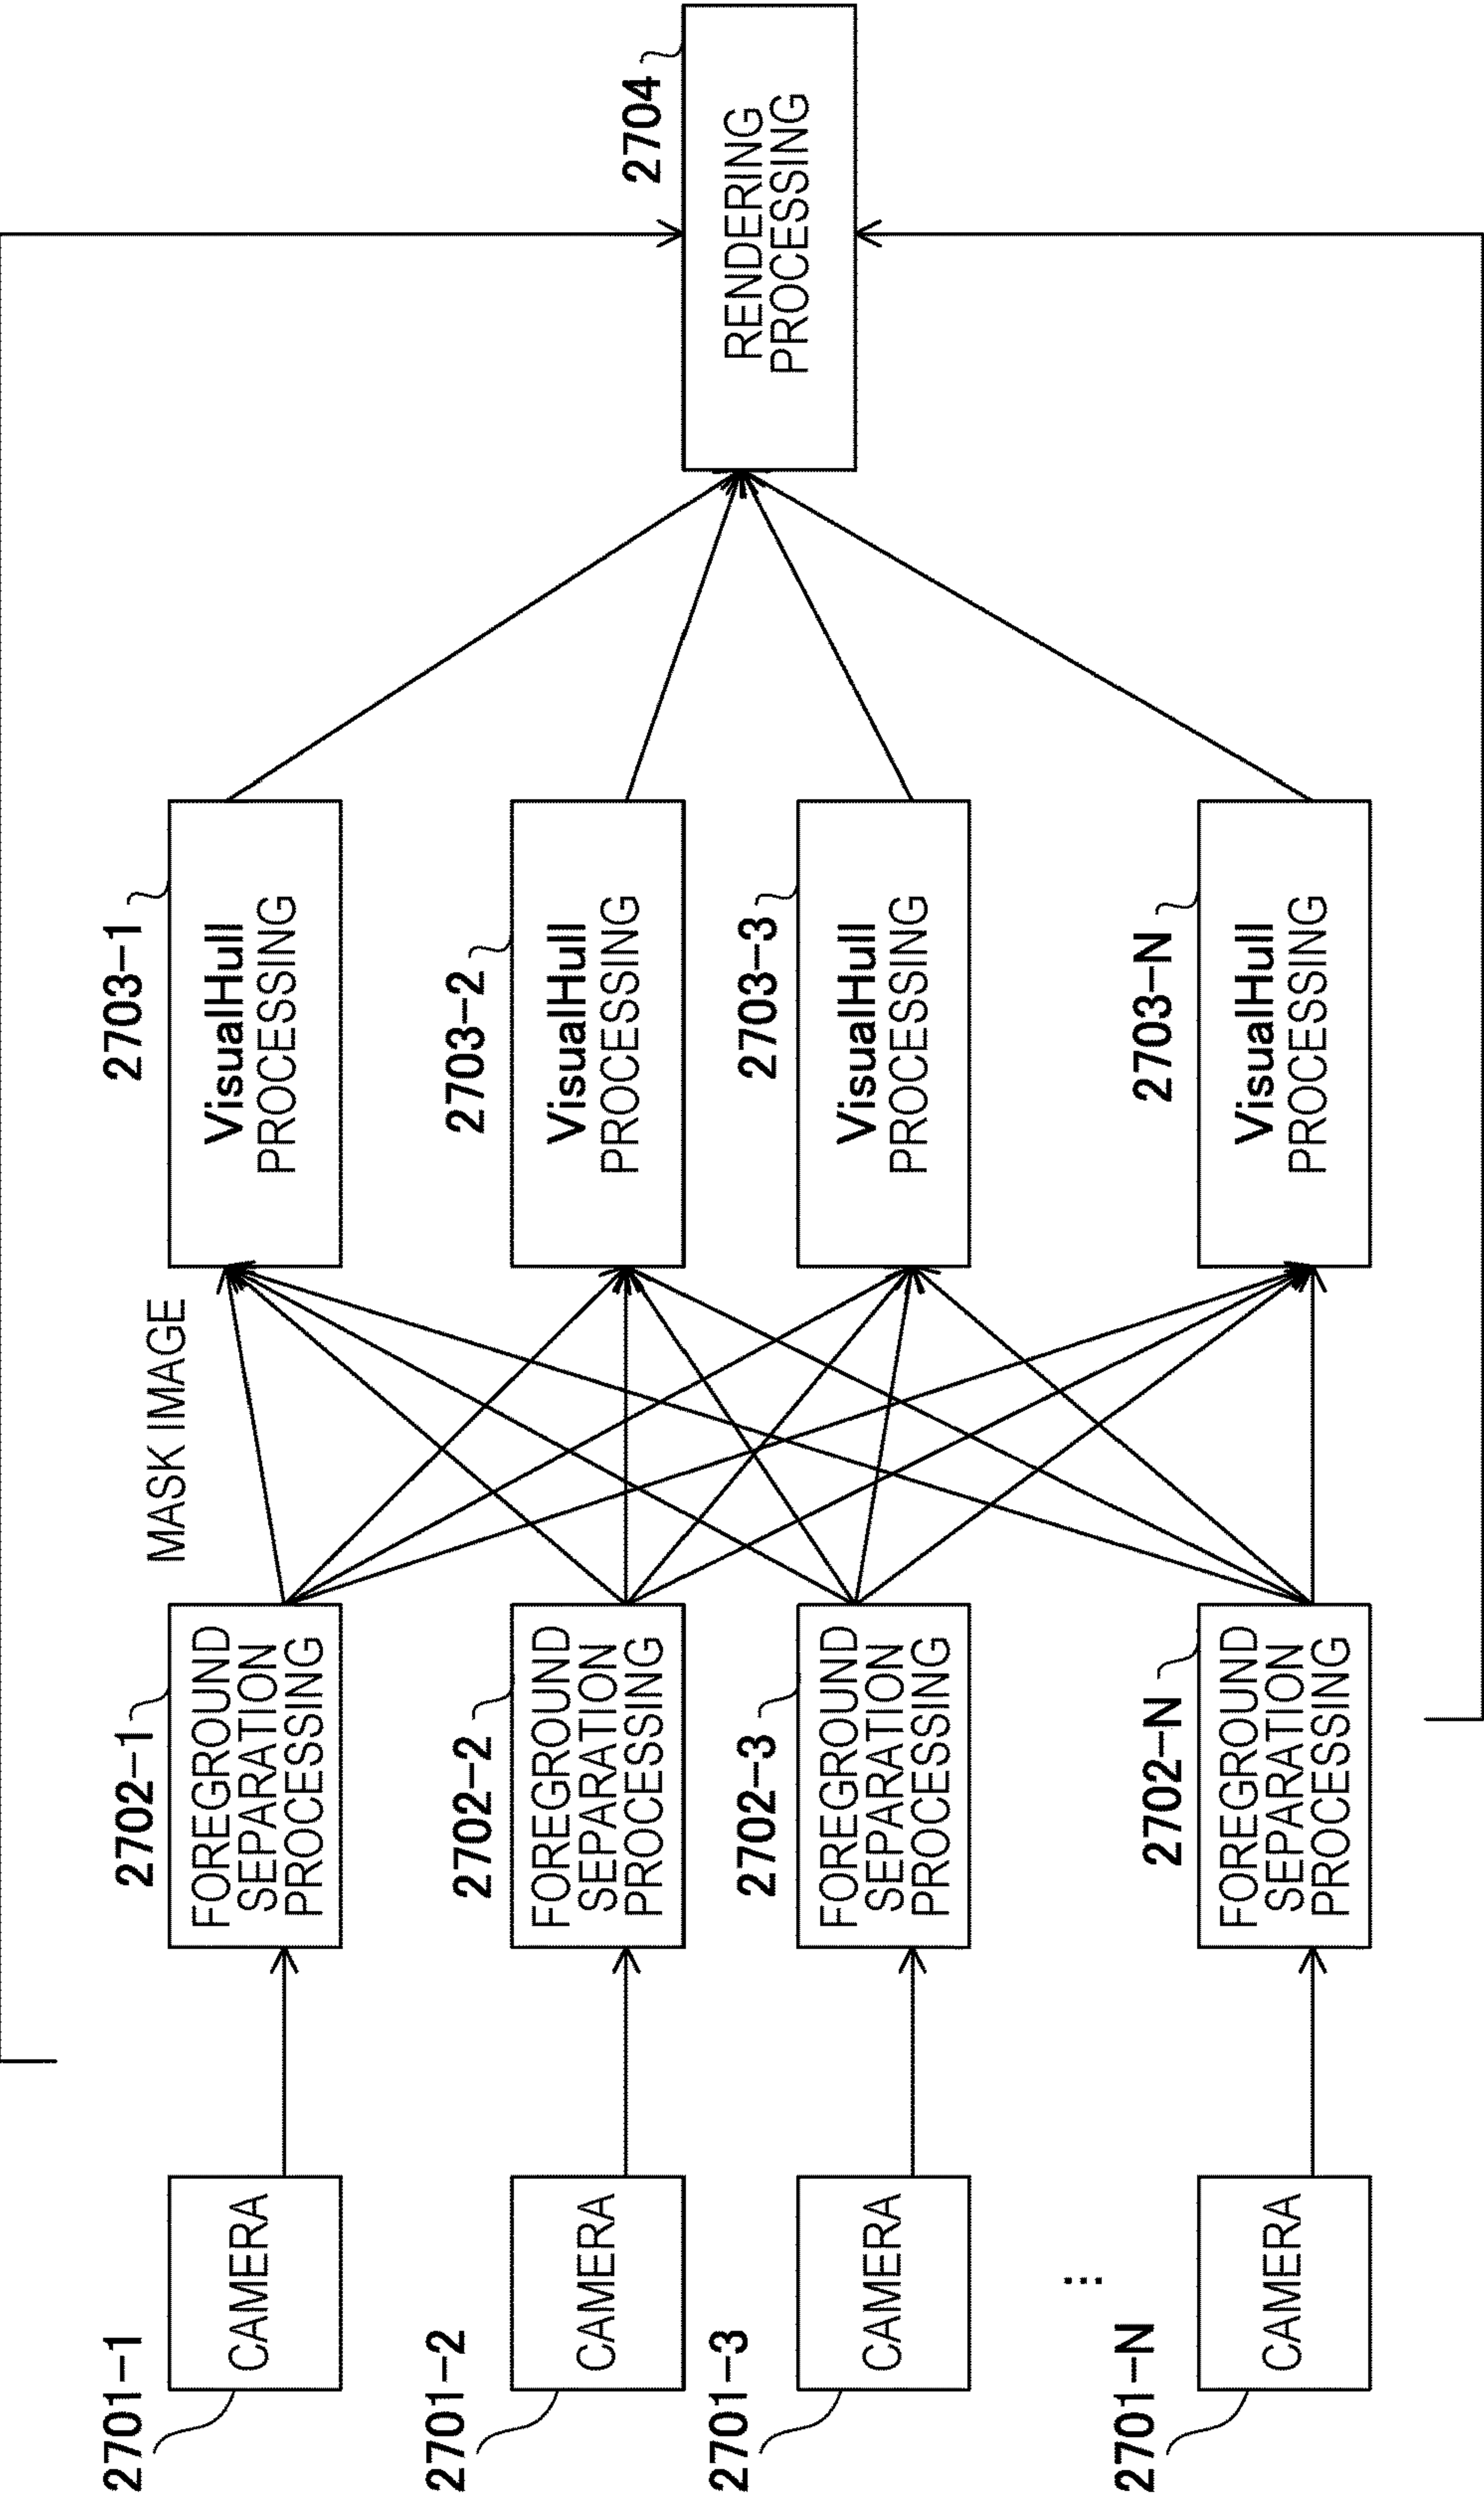 2701-1
CAMERA
2701-2
CAMERA
2701-3
CAMERA
⋮
2701-N
CAMERA
2702-1
FOREGROUND
SEPARATION
PROCESSING
2702-2
FOREGROUND
SEPARATION
PROCESSING
2702-3
FOREGROUND
SEPARATION
PROCESSING
2702-N
FOREGROUND
SEPARATION
PROCESSING
MASK IMAGE
2703-1
VisualHull
PROCESSING
2703-2
VisualHull
PROCESSING
2703-3
VisualHull
PROCESSING
2703-N
VisualHull
PROCESSING
2704
RENDERING
PROCESSING